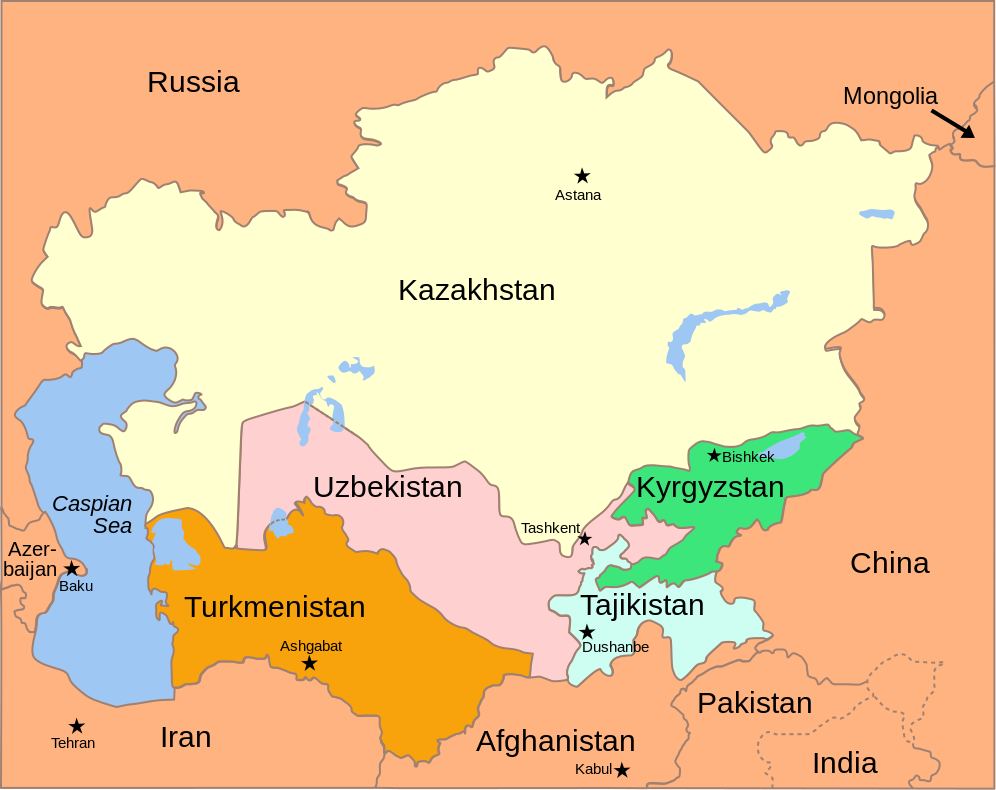 Russia
Mongolia
Astana
Kazakhstan
Bishkek
Uzbekistan
Kyrgyzstan
Caspian
Sea
Tashkent
Azer-
baijan
China
Baku
Turkmenistan
Tajikistan
Ashgabat
Dushanbe
Pakistan
Tehran
Iran
Afghanistan
India
Kabul